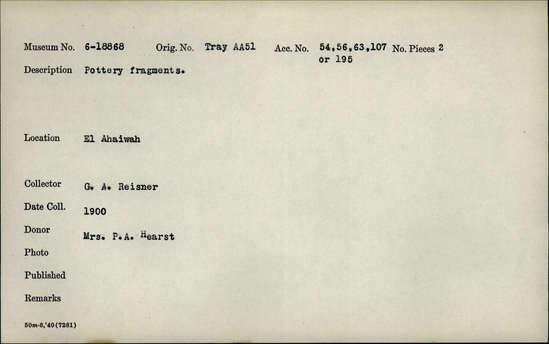 Museum No. 6-18868 Orig. No. Tray AA51 Acc. No. 54,56,63,107 No. Pieces 2
or 195
Description Pottery fragments.
Location El Ahaiwah
Collector G. A. Reisner
Date Coll. 1900
Donor Mrs. P.A. Hearst
Photo
Published
Remarks
50m-8,'40(7281)